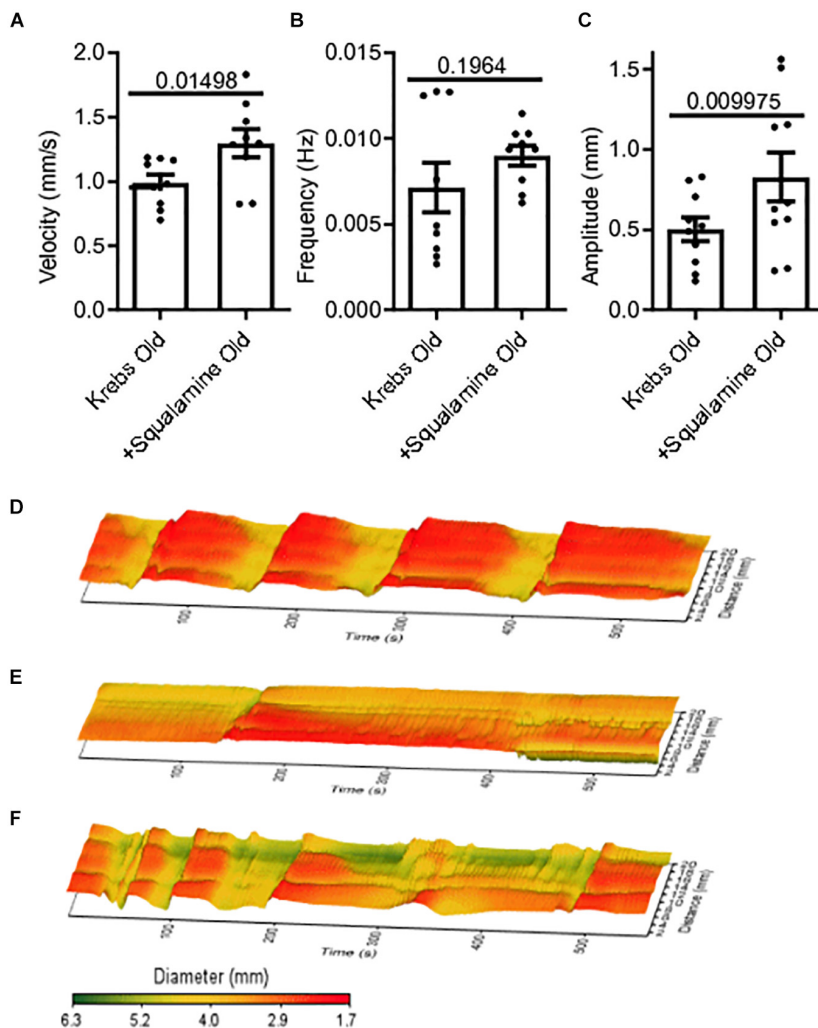 A
B
C
2.0
1.5
1.0
0.5
0.0
Velocity (mm/s)
0.01498
Krebs Old
+Squalamine Old
0.015
0.010
0.005
0.000
Frequency (Hz)
0.1964
Krebs Old
+Squalamine Old
1.5
1.0
0.5
0.0
Amplitude (mm)
0.009975
Krebs Old
+Squalamine Old
D
100
200
300
400
500
Time (s)
Distance (mm)
E
100
200
300
400
500
Time (s)
Distance (mm)
F
100
200
300
400
500
Time (s)
Distance (mm)
Diameter (mm)
6.3 5.2 4.0 2.9 1.7